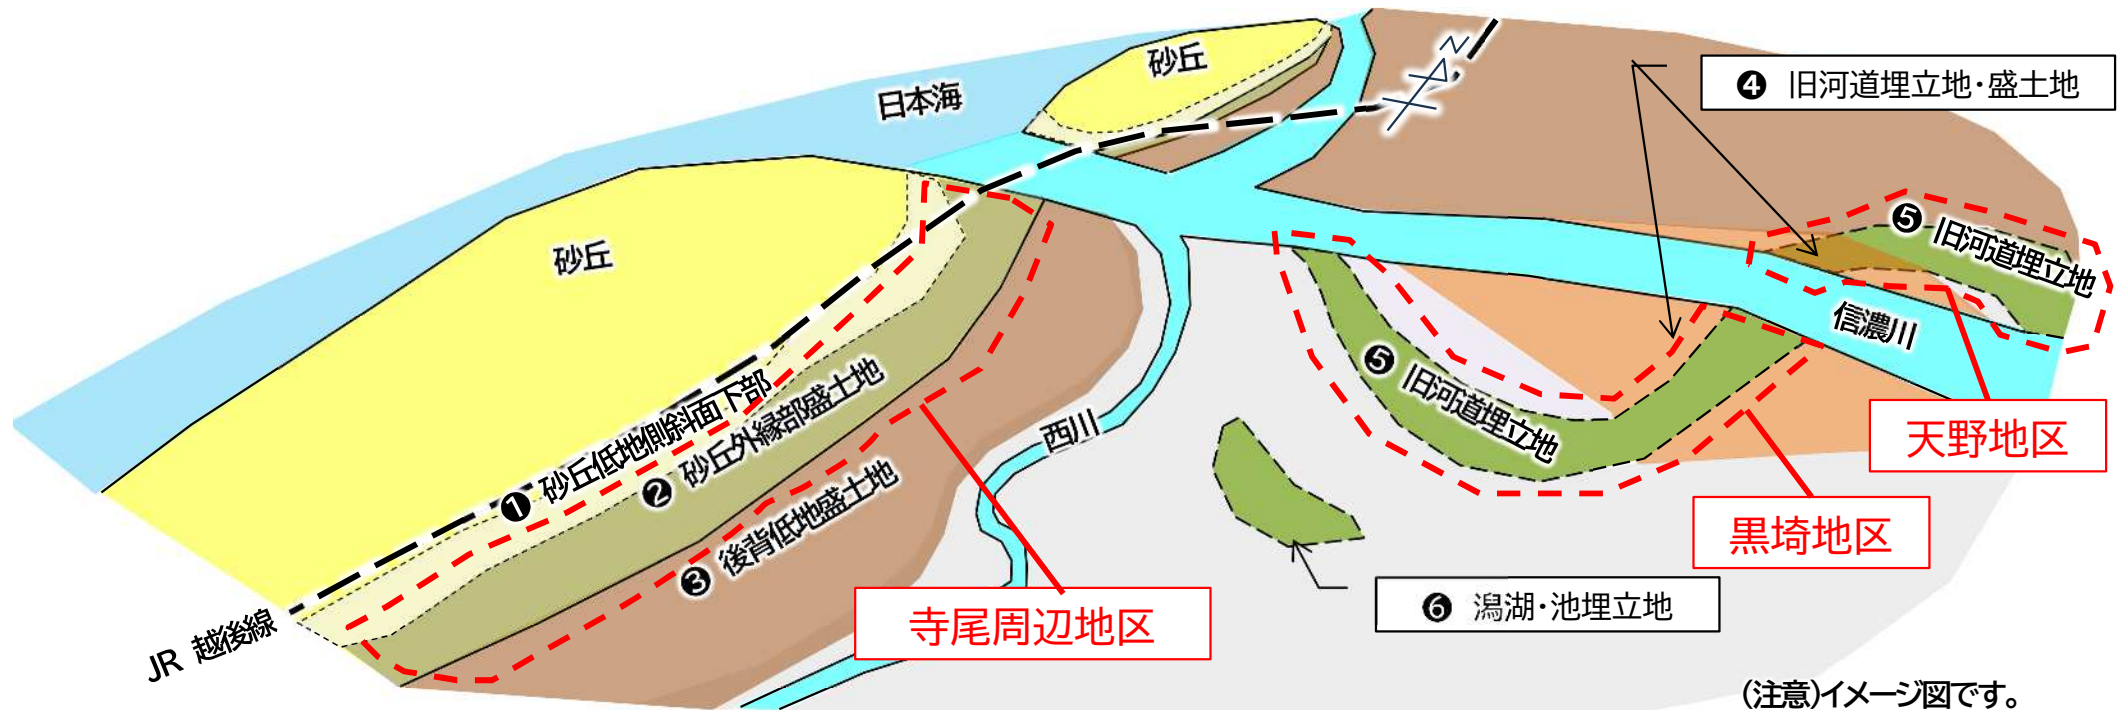 砂丘
N
日本海
❹ 旧河道埋立地・盛土地
砂丘
❺ 旧河道埋立地
信濃川
❶ 砂丘低地側斜面下部
❷ 砂丘外縁部盛土地
❸ 後背低地盛土地
西川
❺ 旧河道埋立地
天野地区
黒埼地区
❻ 潟湖・池埋立地
寺尾周辺地区
JR 越後線
(注意)イメージ図です。